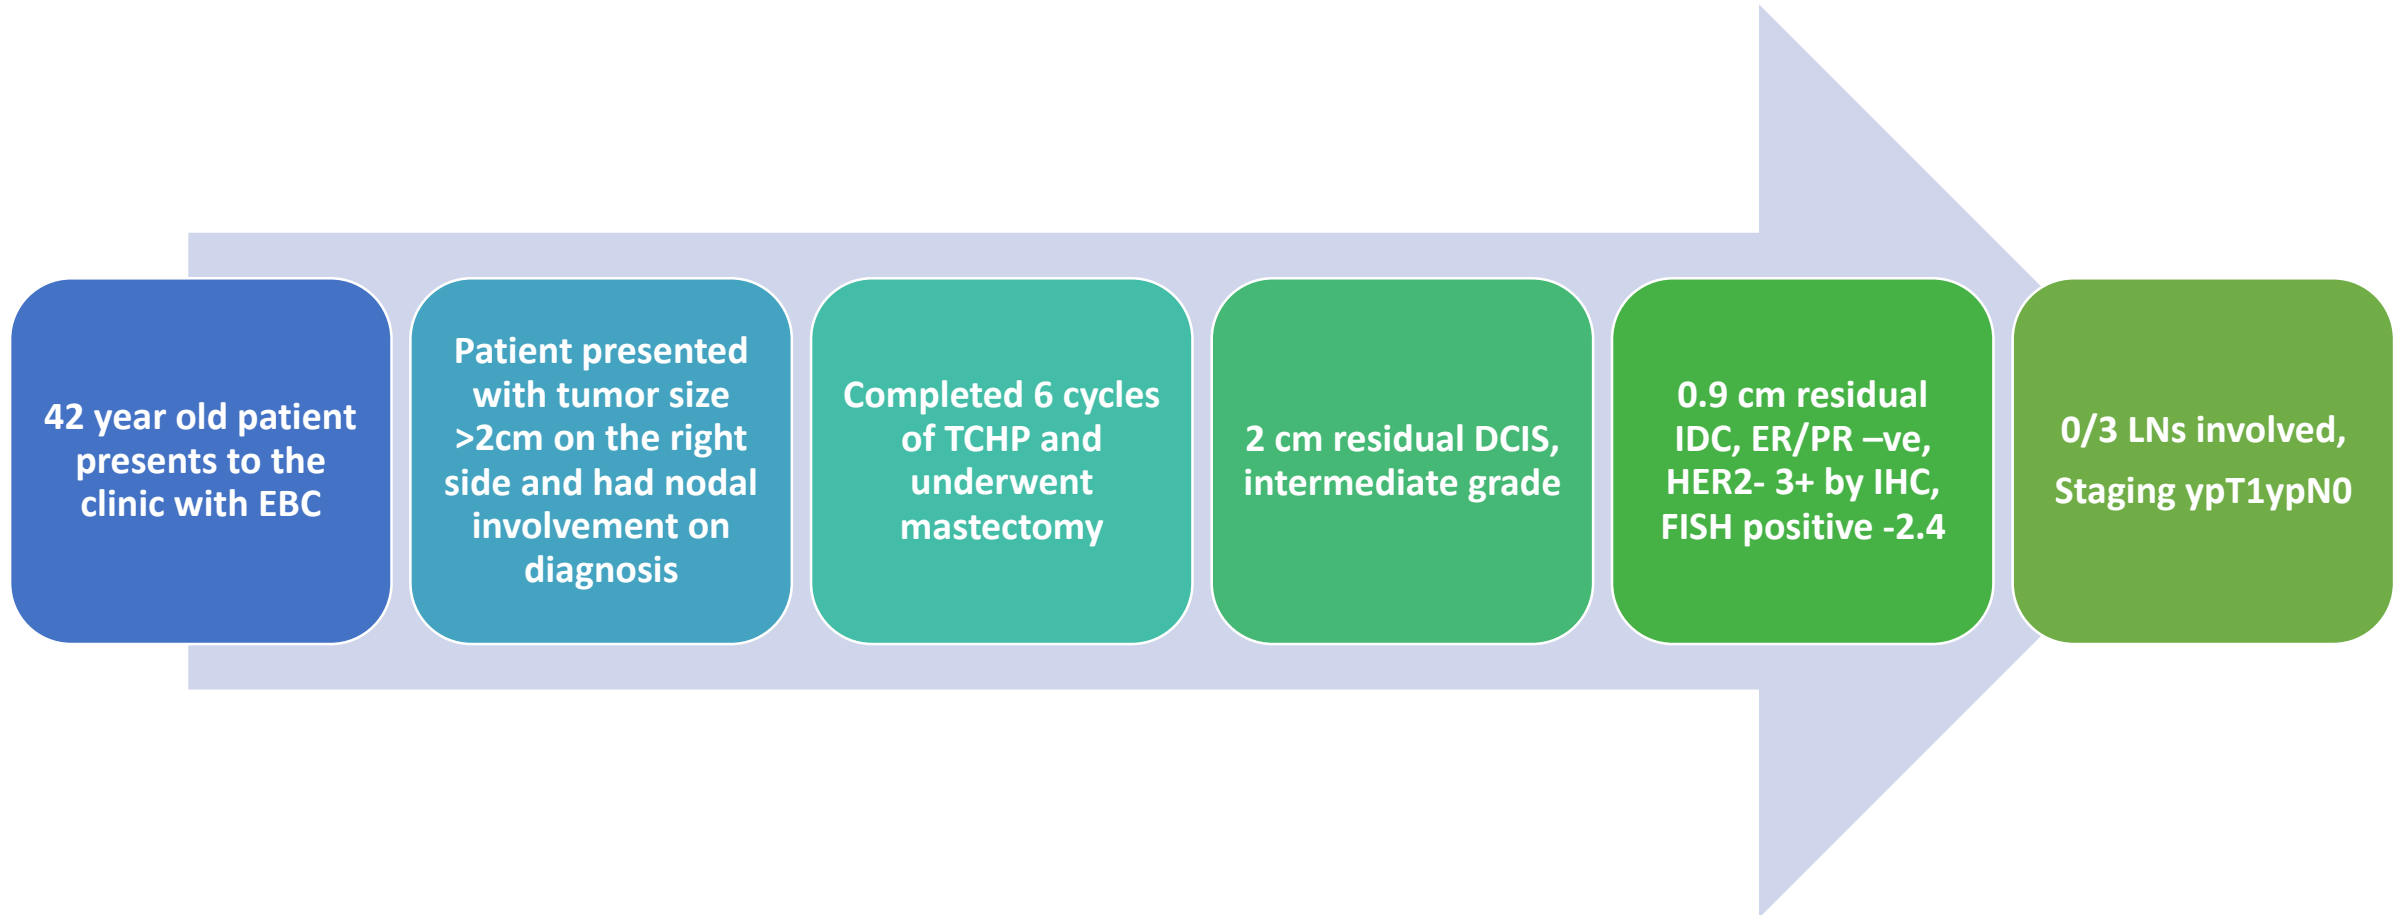 42 year old patient
presents to the
clinic with EBC
Patient presented
with tumor size
>2cm on the right
side and had nodal
involvement on
diagnosis
Completed 6 cycles
of TCHP and
underwent
mastectomy
2 cm residual DCIS,
intermediate grade
0.9 cm residual
IDC, ER/PR –ve,
HER2- 3+ by IHC,
FISH positive -2.4
0/3 LNs involved,
Staging ypT1ypN0